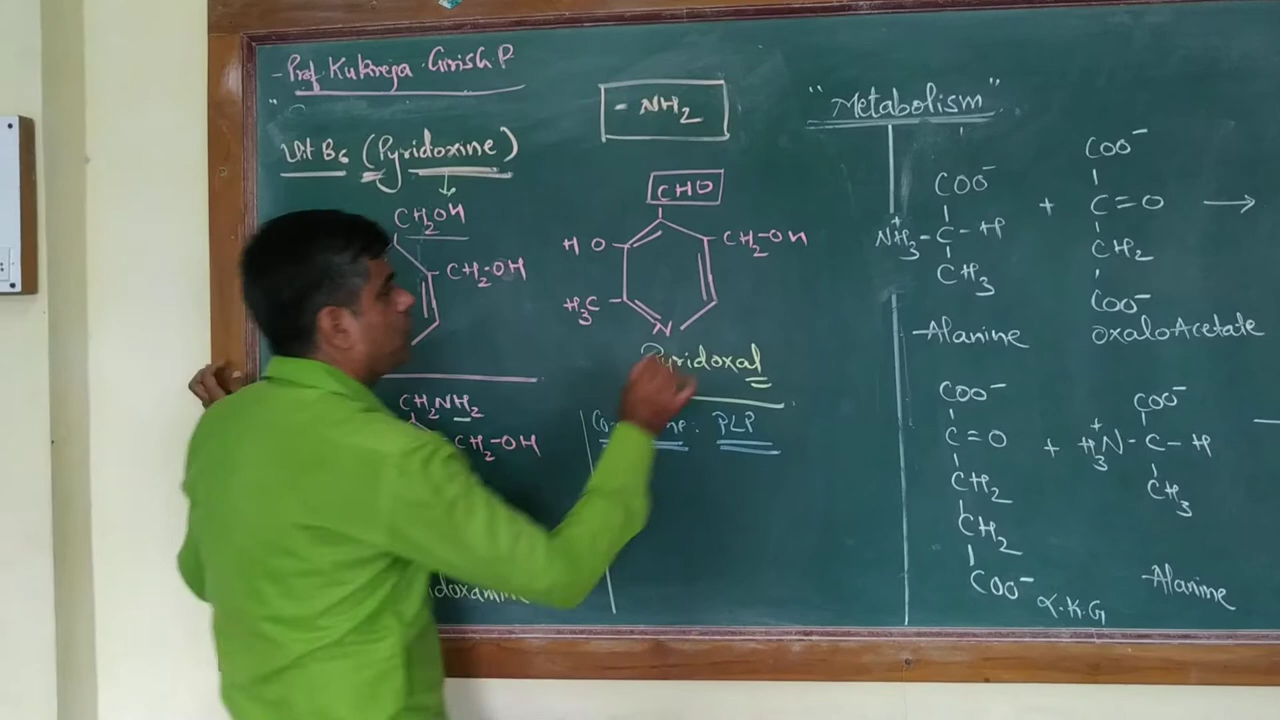 - Prof. Kukreja Girish P.
Vit B6 (Pyridoxine)
CH2OH
CH2-OH
CH2NH2
CH2-OH
doxamine
- NH2
CHO
HO
CH2-OH
H3C
N
Pyridoxal
PLP
"Metabolism"
COO-
+NH3-C-H
CH3
Alanine
+
COO-
C=O
CH2
COO-
OxaloAcetate
→
COO-
C=O
CH2
CH2
COO-
α.K.G
+
COO-
H3N+-C-H
CH3
Alanine